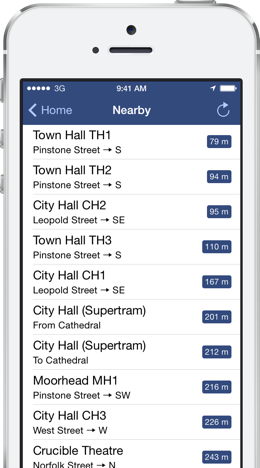 3G 9:41 AM
Home Nearby
Town Hall TH1
Pinstone Street → S
79 m
Town Hall TH2
Pinstone Street → S
94 m
City Hall CH2
Leopold Street → SE
95 m
Town Hall TH3
Pinstone Street → S
110 m
City Hall CH1
Leopold Street → SE
167 m
City Hall (Supertram)
From Cathedral
201 m
City Hall (Supertram)
To Cathedral
212 m
Moorhead MH1
Pinstone Street → SW
216 m
City Hall CH3
West Street → W
226 m
Crucible Theatre
Norfolk Street → N
243 m